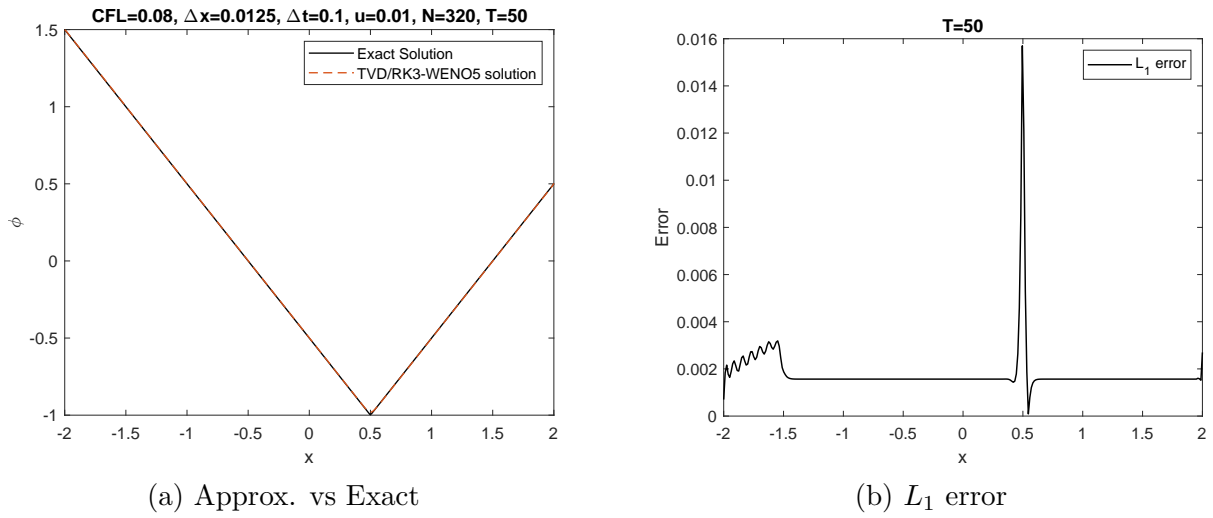 CFL=0.08, Δx=0.0125, Δt=0.1, u=0.01, N=320, T=50
Exact Solution
TVD/RK3-WENO5 solution
1.5
1
0.5
0
-0.5
-1
ϕ
-2 -1.5 -1 -0.5 0 0.5 1 1.5 2
x
(a) Approx. vs Exact
T=50
L₁ error
0.016
0.014
0.012
0.01
0.008
0.006
0.004
0.002
0
Error
-2 -1.5 -1 -0.5 0 0.5 1 1.5 2
x
(b) L₁ error